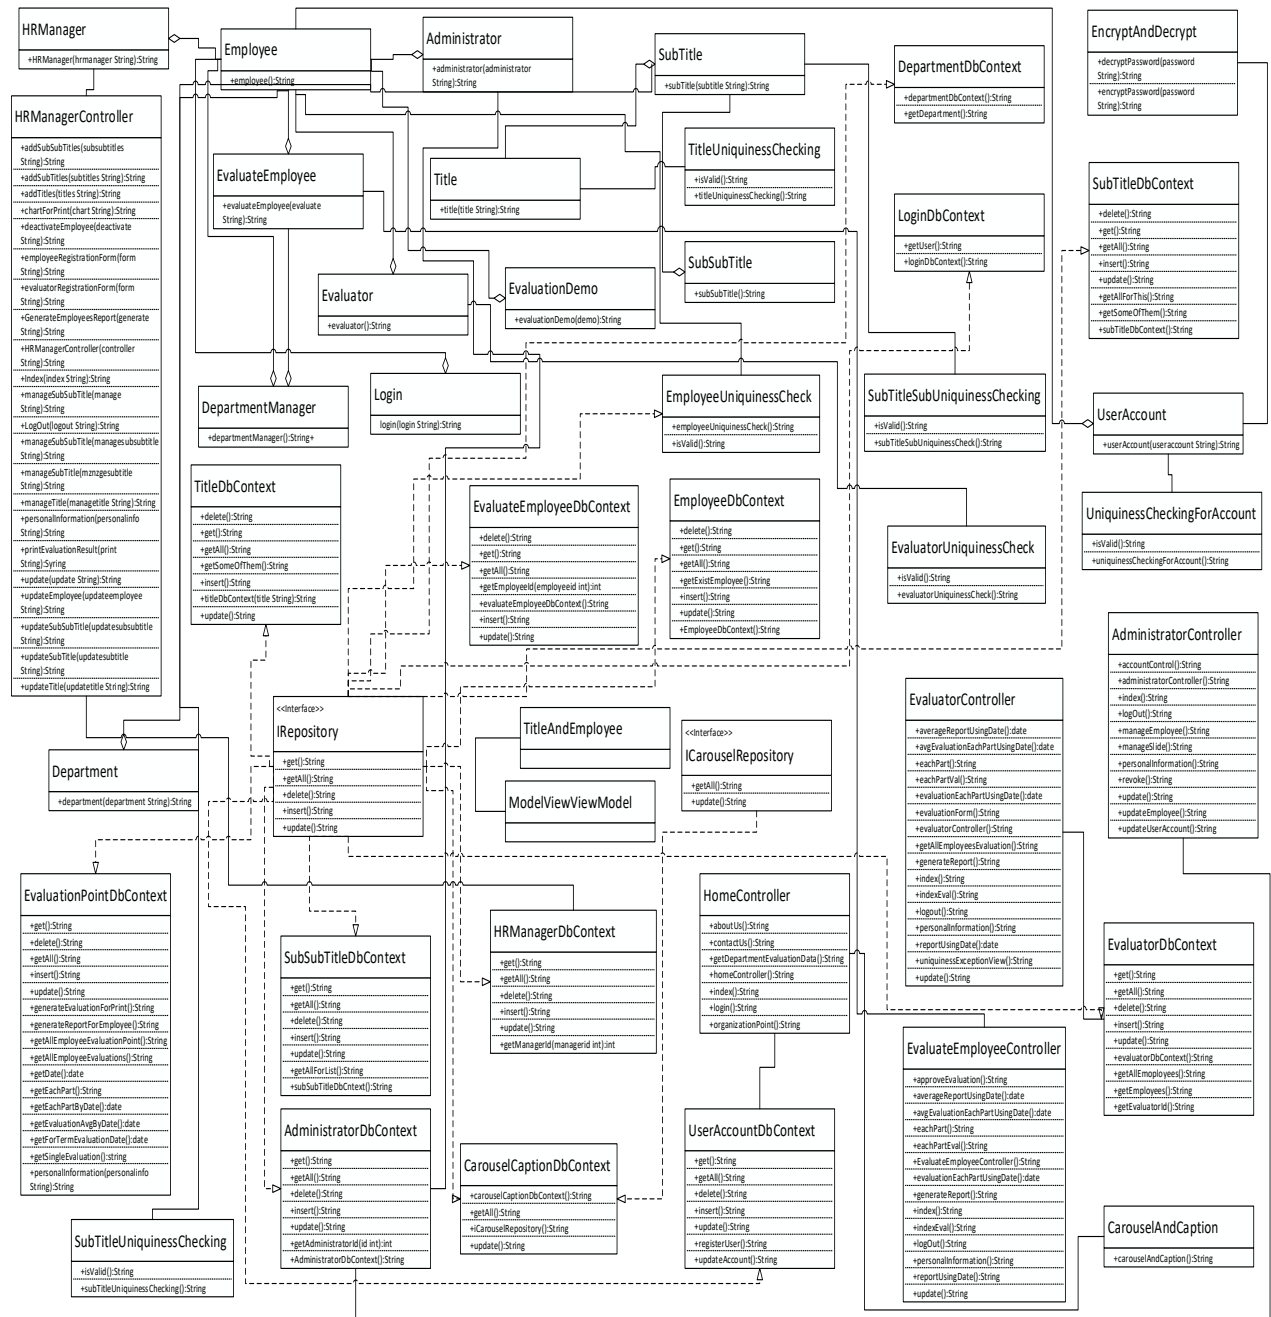 HRManager
+HRManager(hrmanager String):String
HRManagerController
+addSubSubTitles(subsubtitles
String):String
+addSubTitles(subtitles String):String
+addTitles(titles String):String
+chartForPrint(chart String):String
+deactivateEmployee(deactivate
String):String
+employeeRegistrationForm(form
String):String
+evaluatorRegistrationForm(form
String):String
+GenerateEmployeesReport(generate
String):String
+HRManagerController(controller
String):String
+Index(index String):String
+manageSubSubTitle(manage
String):String
+LogOut(logout String):String
+manageSubSubTitle(managesubsubtitle
String):String
+manageSubTitle(mznzgesubtitle
String):String
+manageTitle(managetitle String):String
+personalInformation(personalinfo
String):String
+printEvaluationResult(print
String):Syring
+update(update String):String
+updateEmployee(updateemployee
String):String
+updateSubSubTitle(updatesubsubtitle
String):String
+updateSubTitle(updatesubtitle
String):String
+updateTitle(updatetitle String):String
Employee
+employee():String
Administrator
+administrator(administrator
String):String
SubTitle
+subTitle(subtitle String):String
DepartmentDbContext
+departmentDbContext():String
+getDepartment():String
EncryptAndDecrypt
+decryptPassword(password
String):String
+encryptPassword(password
String):String
EvaluateEmployee
+evaluateEmployee(evaluate
String):String
Title
+title(title String):String
TitleUniquinessChecking
+isValid():String
+titleUniquinessChecking():String
LoginDbContext
+getUser():String
+loginDbContext():String
SubTitleDbContext
+delete():String
+get():String
+getAll():String
+insert():String
+update():String
+getAllForThis():String
+getSomeOfThem():String
+subTitleDbContext():String
Evaluator
+evaluator():String
EvaluationDemo
+evaluationDemo(demo):String
SubSubTitle
+subSubTitle():String
DepartmentManager
+departmentManager():String+
Login
login(login String):String
EmployeeUniquinessCheck
+employeeUniquinessCheck():String
+isValid():String
SubTitleSubUniquinessChecking
+isValid():String
+subTitleSubUniquinessCheck():String
UserAccount
+userAccount(useraccount String):String
TitleDbContext
+delete():String
+get():String
+getAll():String
+getSomeOfThem():String
+insert():String
+titleDbContext(title String):String
+update():String
EvaluateEmployeeDbContext
+delete():String
+get():String
+getAll():String
+getEmployeeId(employeeid int):int
+evaluateEmployeeDbContext():String
+insert():String
+update():String
EmployeeDbContext
+delete():String
+get():String
+getAll():String
+getExistEmployee():String
+insert():String
+update():String
+EmployeeDbContext():String
EvaluatorUniquinessCheck
+isValid():String
+evaluatorUniquinessCheck():String
UniquinessCheckingForAccount
+isValid():String
+uniquinessCheckingForAccount():String
AdministratorController
+accountControl():String
+administratorController():String
+index():String
+logOut():String
+manageEmployee():String
+manageSlide():String
+personalInformation():String
+revoke():String
+update():String
+updateEmployee():String
+updateUserAccount():String
Department
+department(department String):String
<<Interface>>
IRepository
+get():String
+getAll():String
+delete():String
+insert():String
+update():String
TitleAndEmployee
ModelViewViewModel
<<Interface>>
ICarouselRepository
+getAll():String
+update():String
EvaluatorController
+averageReportUsingDate():date
+avgEvaluationEachPartUsingDate():date
+eachPart():String
+eachPartVal():String
+evaluationEachPartUsingDate():date
+evaluationForm():String
+evaluatorController():String
+getAllEmployeesEvaluation():String
+generateReport():String
+index():String
+indexEval():String
+logout():String
+personalInformation():String
+reportUsingDate():date
+uniquinessExceptionView():String
+update():String
EvaluationPointDbContext
+get():String
+delete():String
+getAll():String
+insert():String
+update():String
+generateEvaluationForPrint():String
+generateReportForEmployee():String
+getAllEmployeeEvaluationPoint():String
+getAllEmployeeEvaluations():String
+getDate():date
+getEachPart():String
+getEachPartByDate():date
+getEvaluationAvgByDate():date
+getForTermEvaluationDate():date
+getSingleEvaluation():string
+personalInformation(personalinfo
String):String
SubSubTitleDbContext
+get():String
+getAll():String
+delete():String
+insert():String
+update():String
+getAllForList():String
+subSubTitleDbCntext():String
HRManagerDbContext
+get():String
+getAll():String
+delete():String
+insert():String
+update():String
+getManagerId(managerid int):int
HomeController
+aboutUs():String
+contactUs():String
+getDepartmentEvaluationData():String
+homeController():String
+index():String
+login():String
+organizationPoint():String
EvaluatorDbContext
+get():String
+getAll():String
+delete():String
+insert():String
+update():String
+evaluatorDbContext():String
+getAllEmoployees():String
+getEmployees():String
+getEvaluatorId():String
EvaluateEmployeeController
+approveEvaluation():String
+averageReportUsingDate():date
+avgEvaluationEachPartUsingDate():date
+eachPart():String
+eachPartEval():String
+EvaluateEmployeeController():String
+evaluationEachPartUsingDate():date
+generateReport():String
+index():String
+indexEval():String
+logOut():String
+personalInformation():String
+reportUsingDate():String
+update():String
AdministratorDbContext
+get():String
+getAll():String
+delete():String
+insert():String
+update():String
+getAdministratorId(id int):int
+AdministratorDbContext():String
CarouselCaptionDbContext
+carouselCaptionDbContext():String
+getAll():String
+iCarouselRepository():String
+update():String
UserAccountDbContext
+get():String
+getAll():String
+delete():String
+insert():String
+update():String
+registerUser():String
+updateAccount():String
SubTitleUniquinessChecking
+isValid():String
+subTitleUniquinessChecking():String
CarouselAndCaption
+carouselAndCaption():String